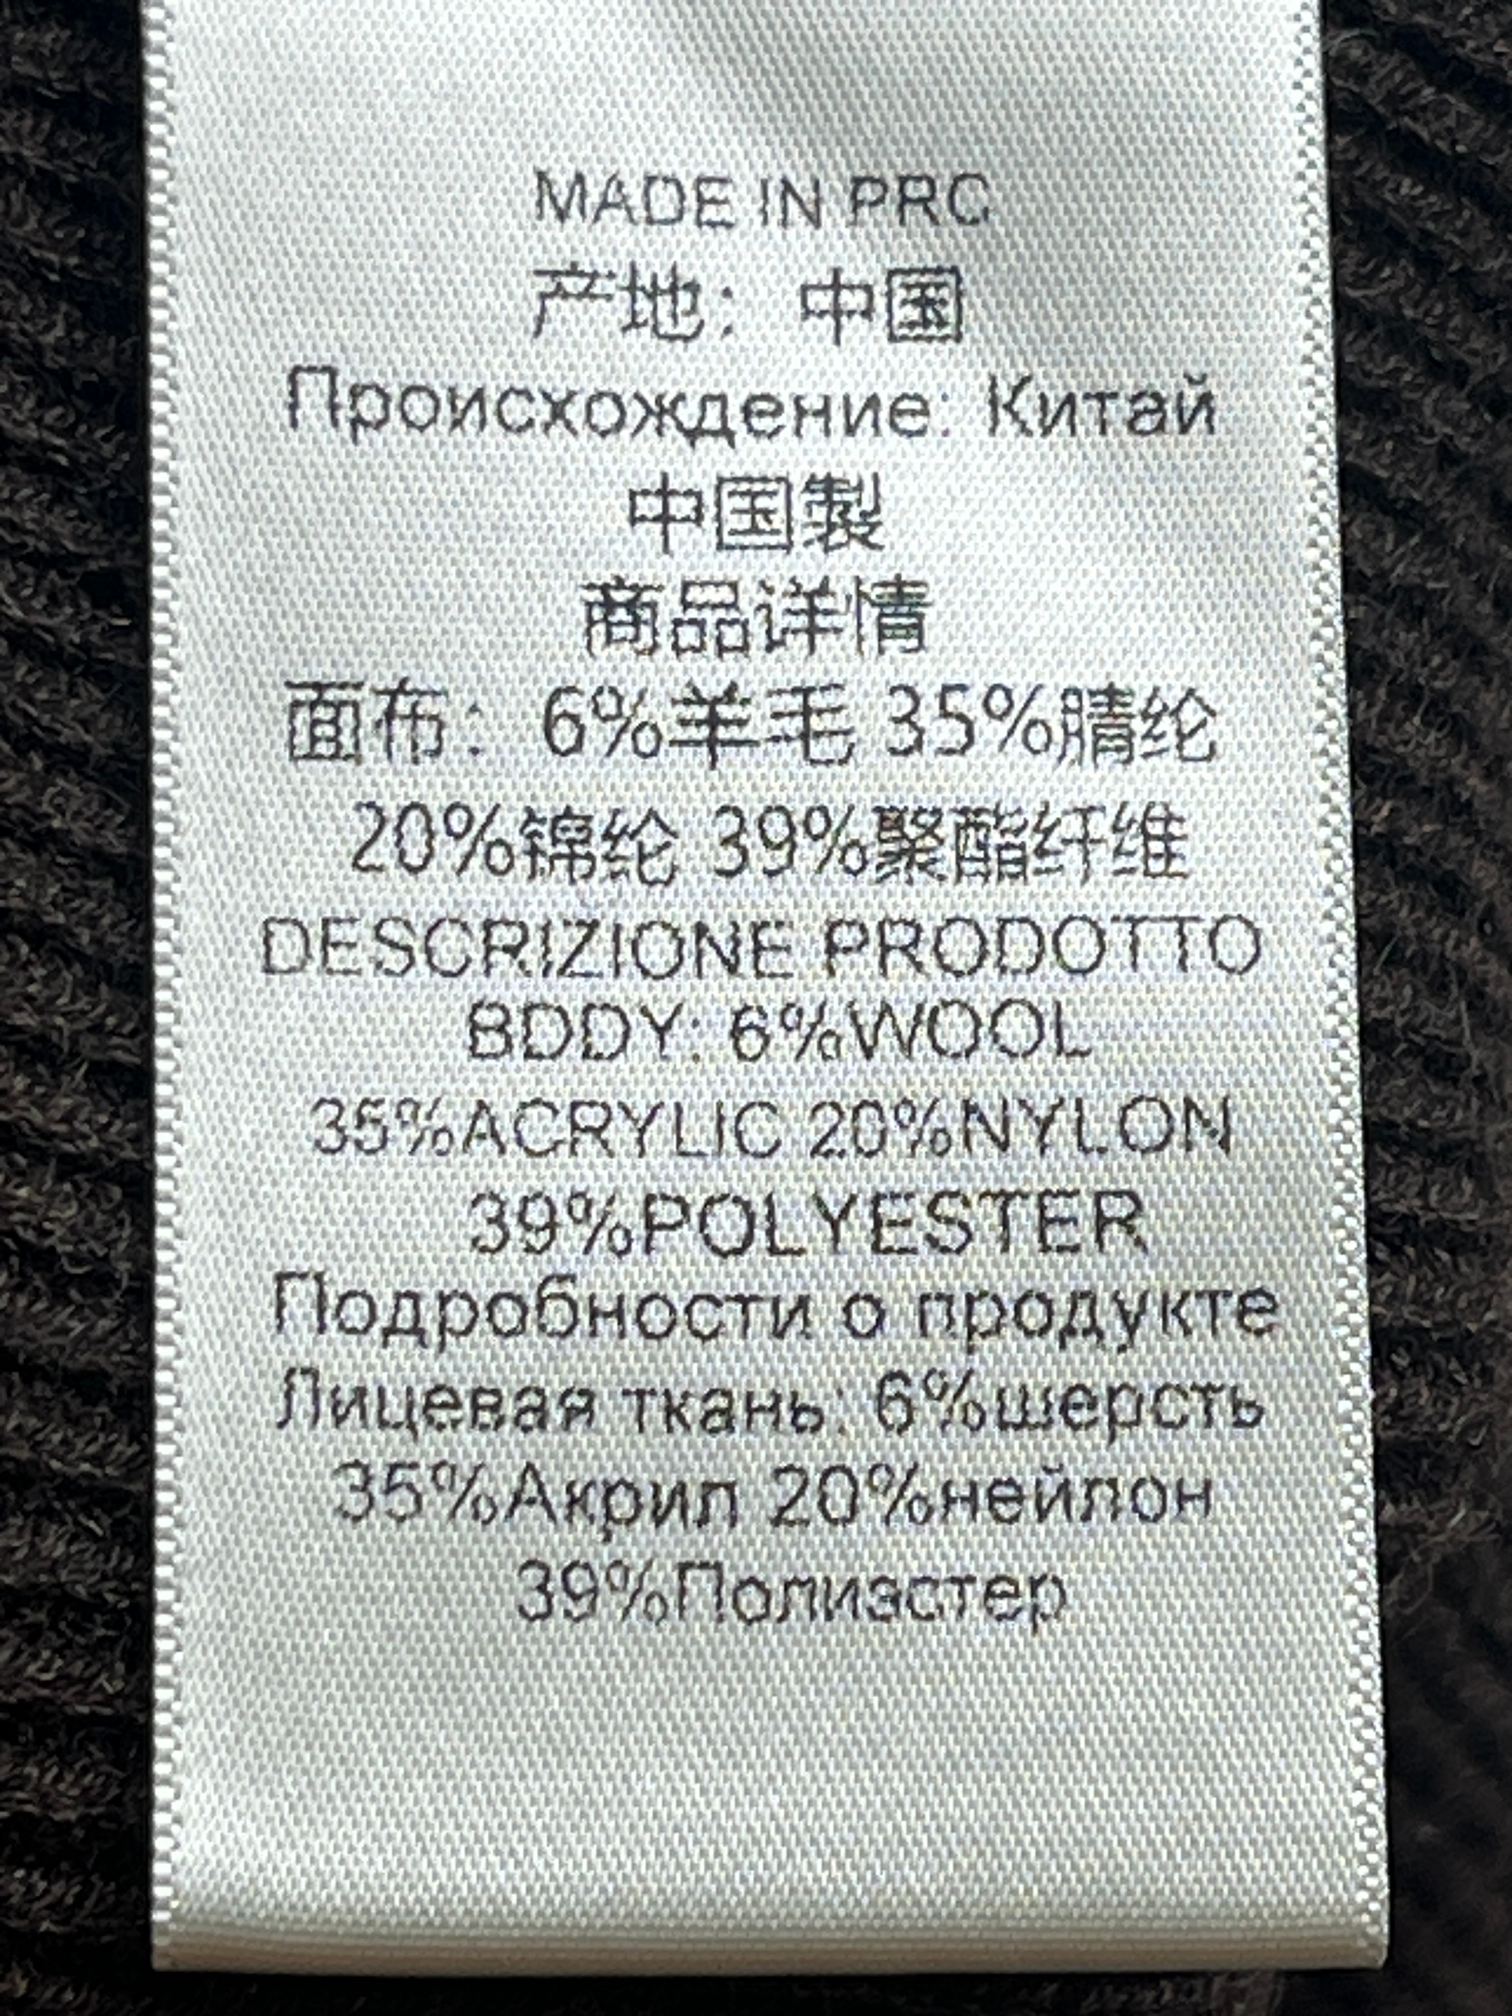 MADE IN PRC
产地：中国
Происхождение: Китай
中国製
商品详情
面布：6%羊毛 35%腈纶
20%锦纶 39%聚酯纤维
DESCRIZIONE PRODOTTO
BDDY: 6%WOOL
35%ACRYLIC 20%NYLON
39%POLYESTER
Подробности о продукте
Лицевая ткань: 6%шерсть
35%Акрил 20%нейлон
39%Полиэстер